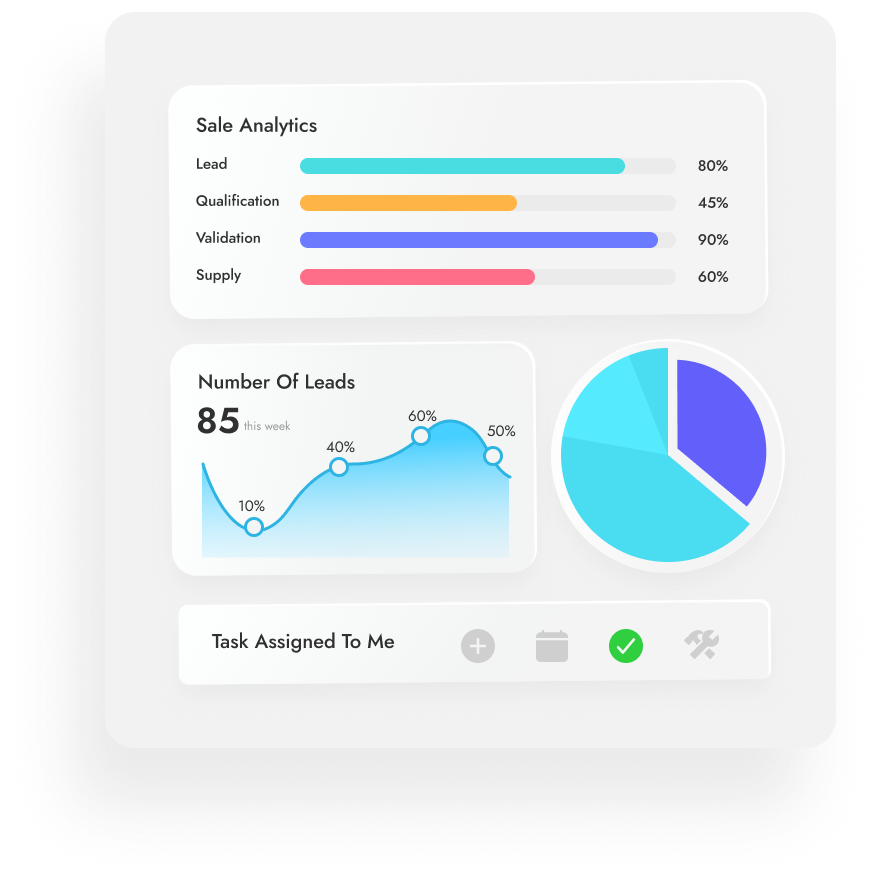 Sale Analytics
Lead 80%
Qualification 45%
Validation 90%
Supply 60%
Number Of Leads
85 this week
10%
40%
60%
50%
Task Assigned To Me